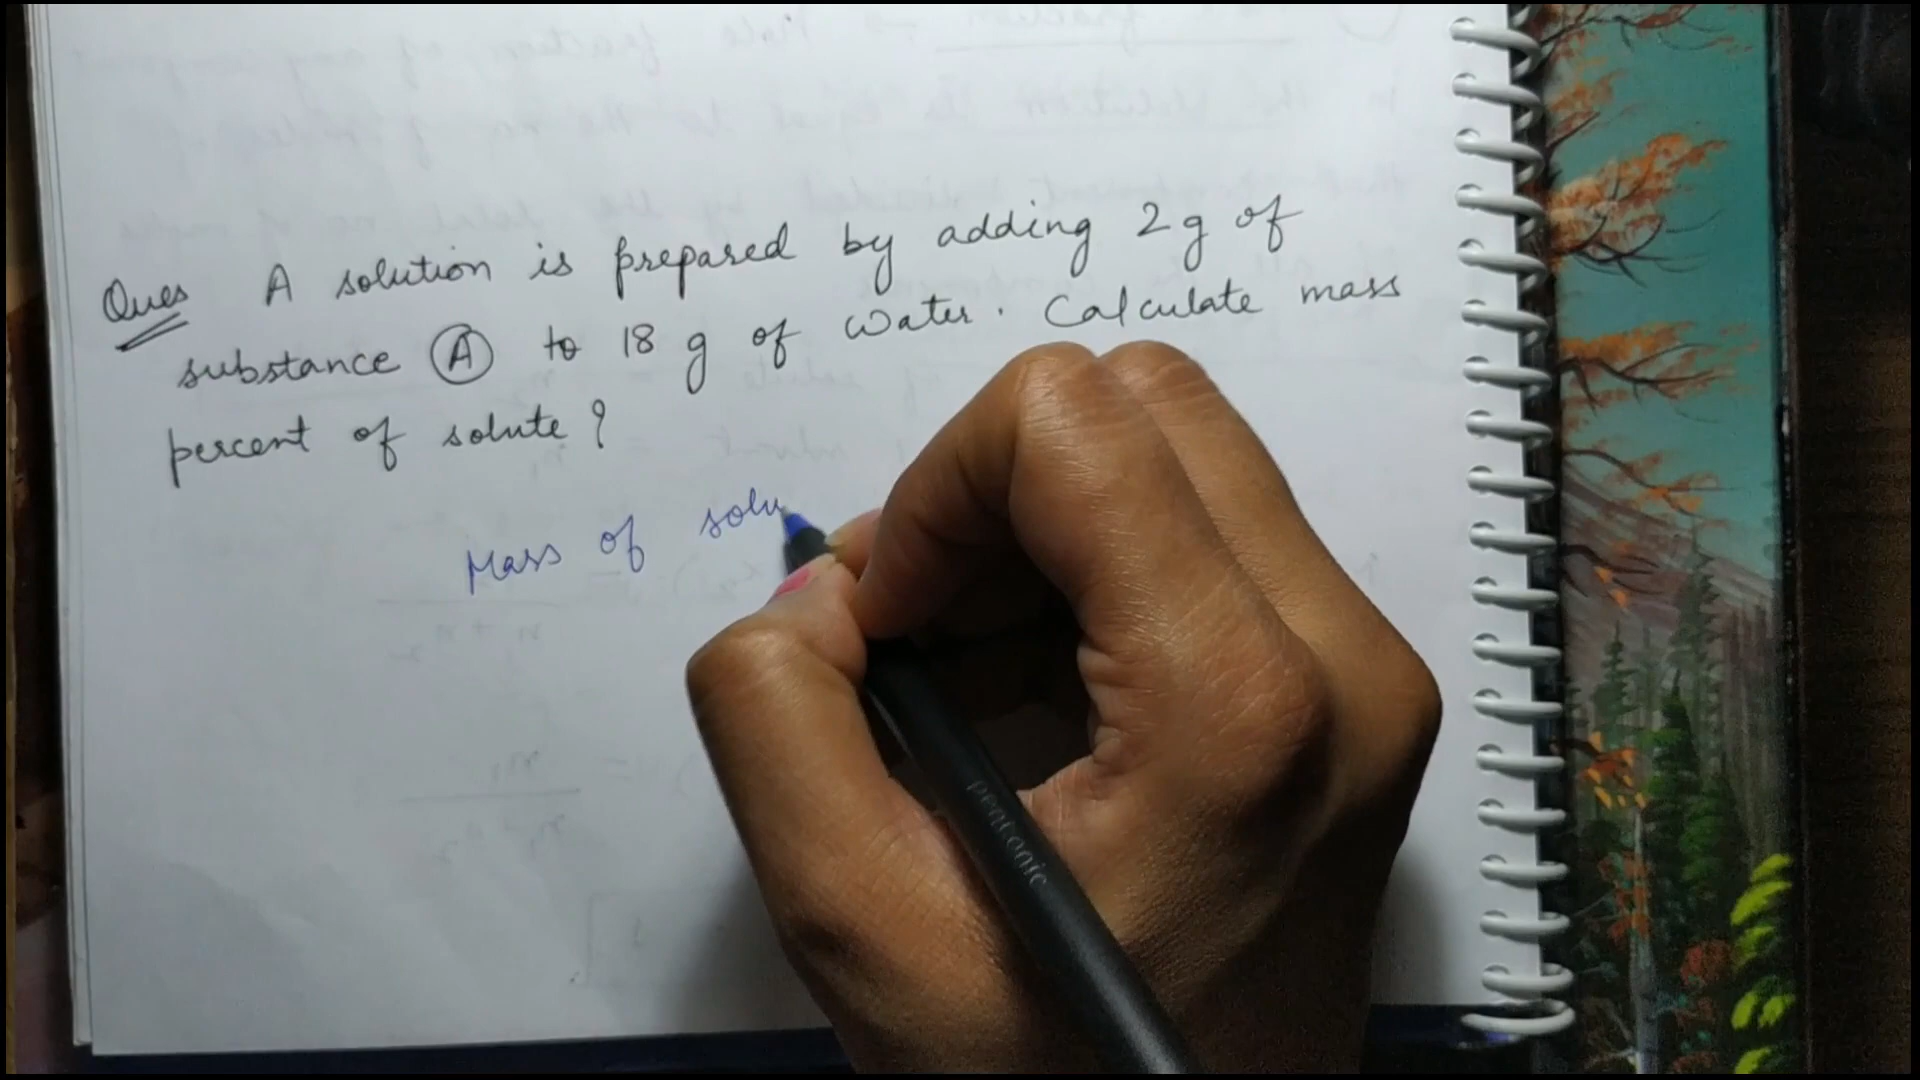 Ques A solution is prepared by adding 2 g of
substance A to 18 g of water. Calculate mass
percent of solute ?
Mass of solu
pentonic